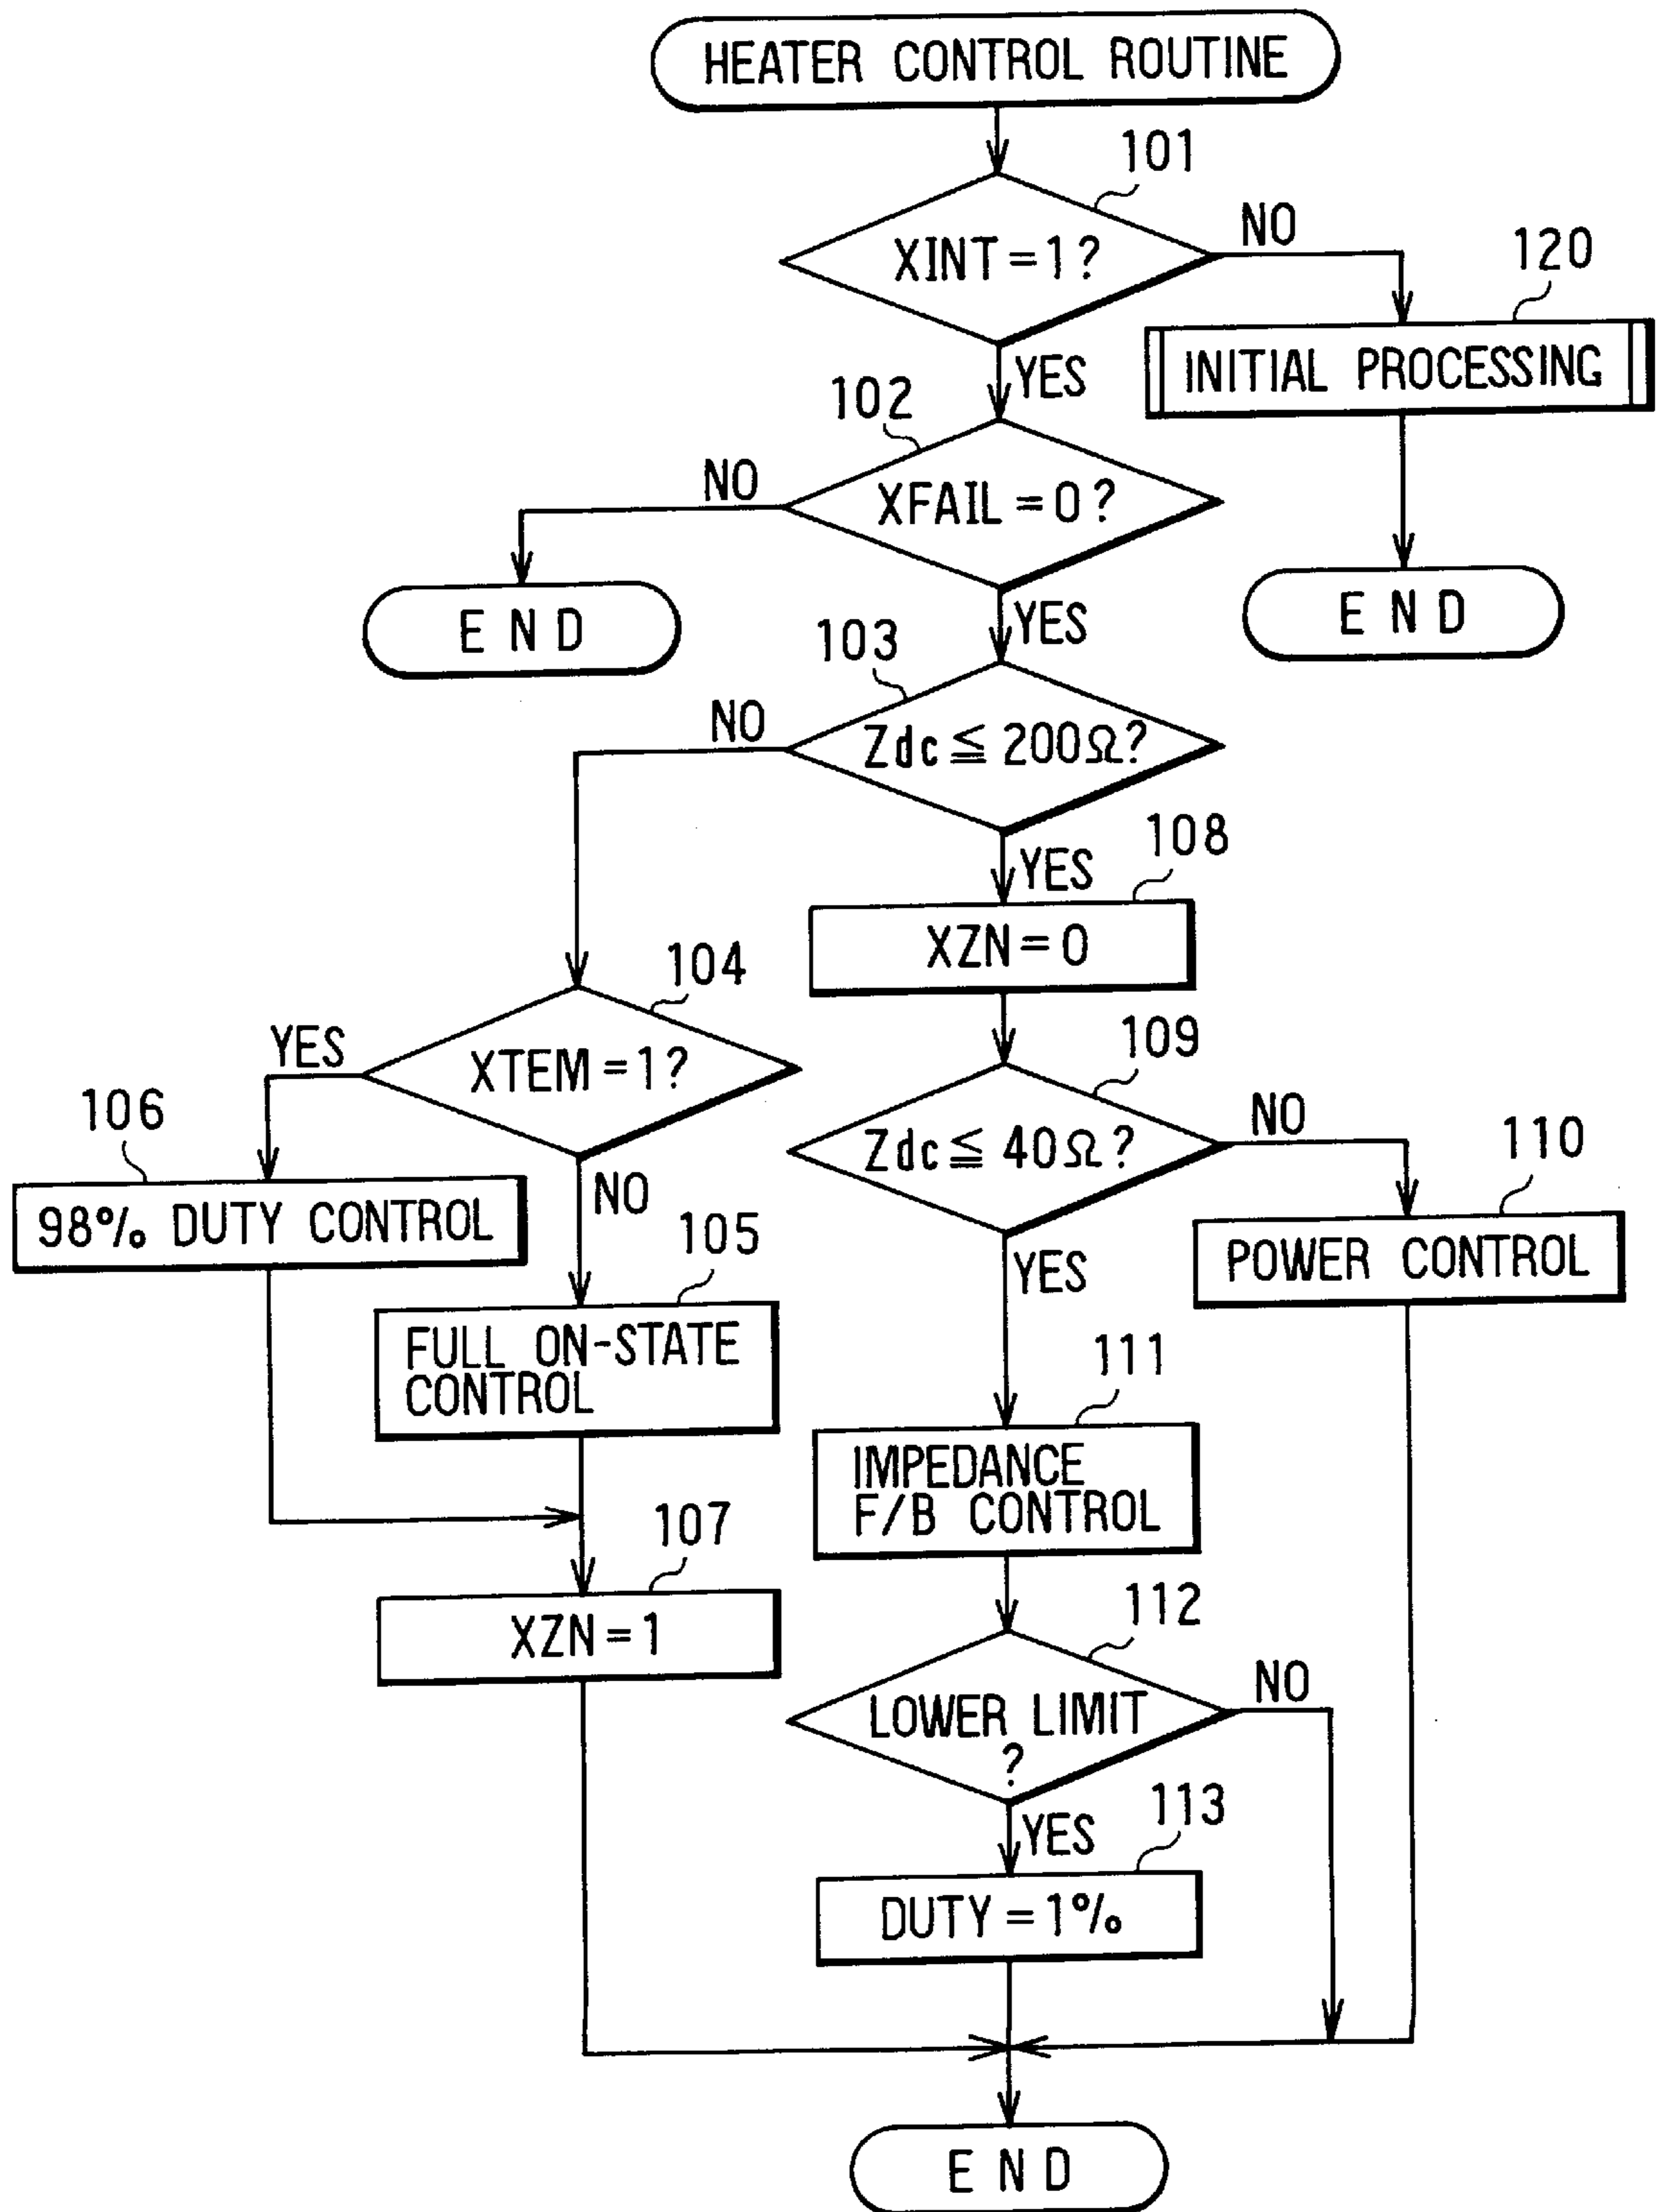 HEATER CONTROL ROUTINE
101
XINT=1?
NO
120
INITIAL PROCESSING
YES
102
NO
XFAIL=0?
END
END
YES
103
NO
Zdc≦200Ω?
YES
108
XZN=0
104
YES
XTEM=1?
109
Zdc≦40Ω?
NO
106
98% DUTY CONTROL
NO
110
POWER CONTROL
105
YES
FULL ON-STATE
CONTROL
111
IMPEDANCE
F/B CONTROL
107
XZN=1
112
LOWER LIMIT
?
NO
YES
113
DUTY=1%
END